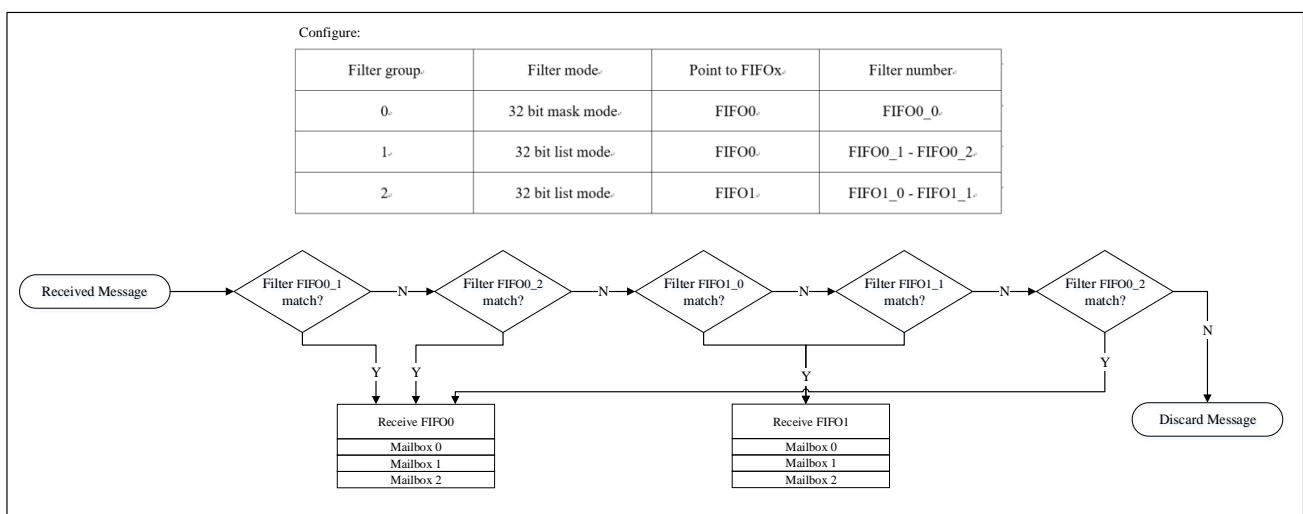 Configure:
Filter group Filter mode Point to FIFOx Filter number
0 32 bit mask mode FIFO0 FIFO0_0
1 32 bit list mode FIFO0 FIFO0_1 - FIFO0_2
2 32 bit list mode FIFO1 FIFO1_0 - FIFO1_1
Received Message
Filter FIFO0_1
match?
N
Filter FIFO0_2
match?
N
Filter FIFO1_0
match?
N
Filter FIFO1_1
match?
N
Filter FIFO0_2
match?
N
Y
Y
Y
Y
Receive FIFO0
Mailbox 0
Mailbox 1
Mailbox 2
Receive FIFO1
Mailbox 0
Mailbox 1
Mailbox 2
Discard Message